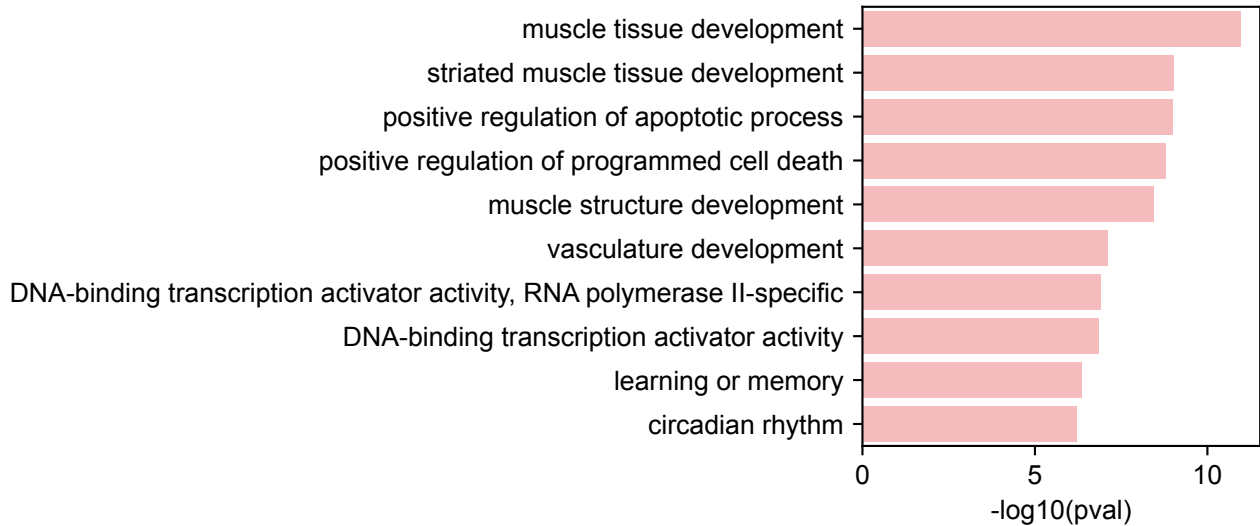 muscle tissue development
striated muscle tissue development
positive regulation of apoptotic process
positive regulation of programmed cell death
muscle structure development
vasculature development
DNA-binding transcription activator activity, RNA polymerase II-specific
DNA-binding transcription activator activity
learning or memory
circadian rhythm
0 5 10
-log10(pval)